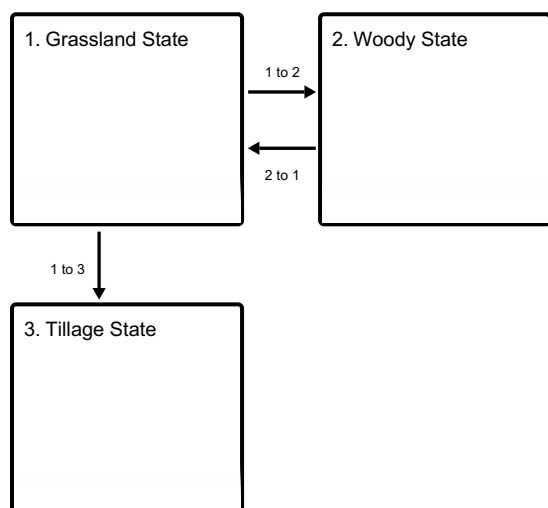 1. Grassland State
2. Woody State
1 to 2
2 to 1
1 to 3
3. Tillage State